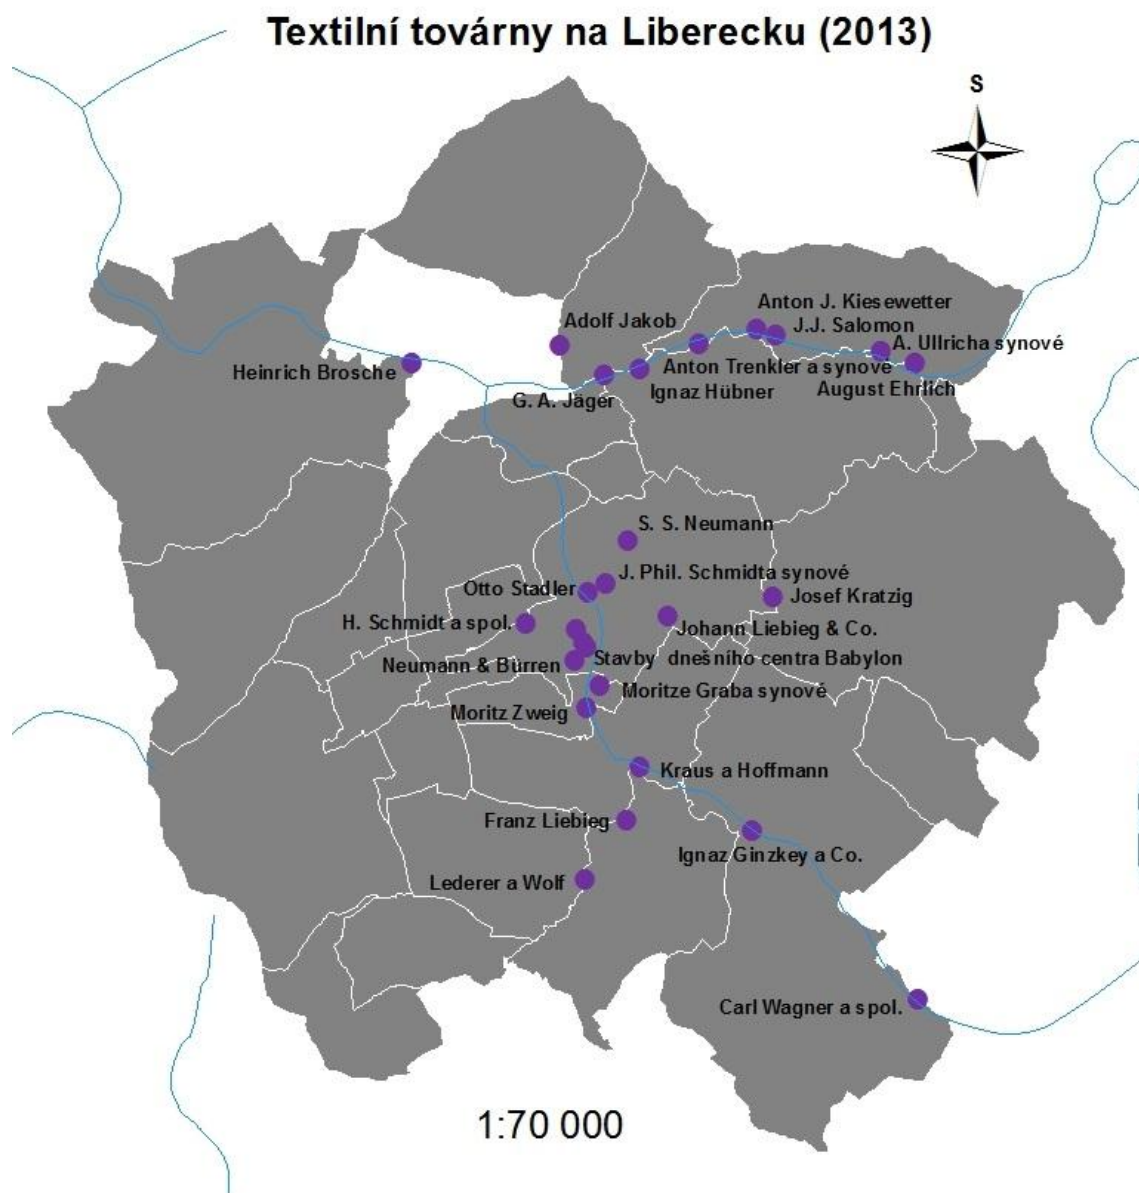 Textilní továrny na Liberecku (2013)
S
Anton J. Kiesewetter
Adolf Jakob
J.J. Salomon
A. Ullricha synové
Heinrich Brosche
Anton Trenkler a synové
Ignaz Hübner
August Ehrlich
G. A. Jäger
S. S. Neumann
J. Phil. Schmidta synové
Otto Stadler
Josef Kratzig
H. Schmidt a spol.
Johann Liebieg & Co.
Neumann & Bürren
Stavby dnešního centra Babylon
Moritze Graba synové
Moritz Zweig
Kraus a Hoffmann
Franz Liebieg
Ignaz Ginzkey a Co.
Lederer a Wolf
Carl Wagner a spol.
1:70 000